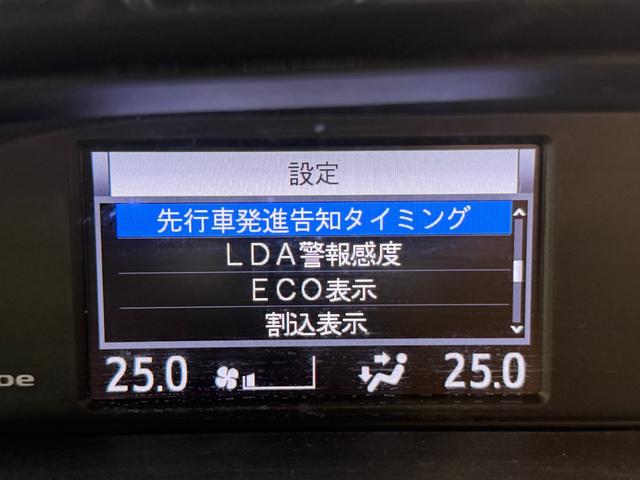 設定
先行車発進告知タイミング
LDA警報感度
ECO表示
割込表示
25.0 25.0